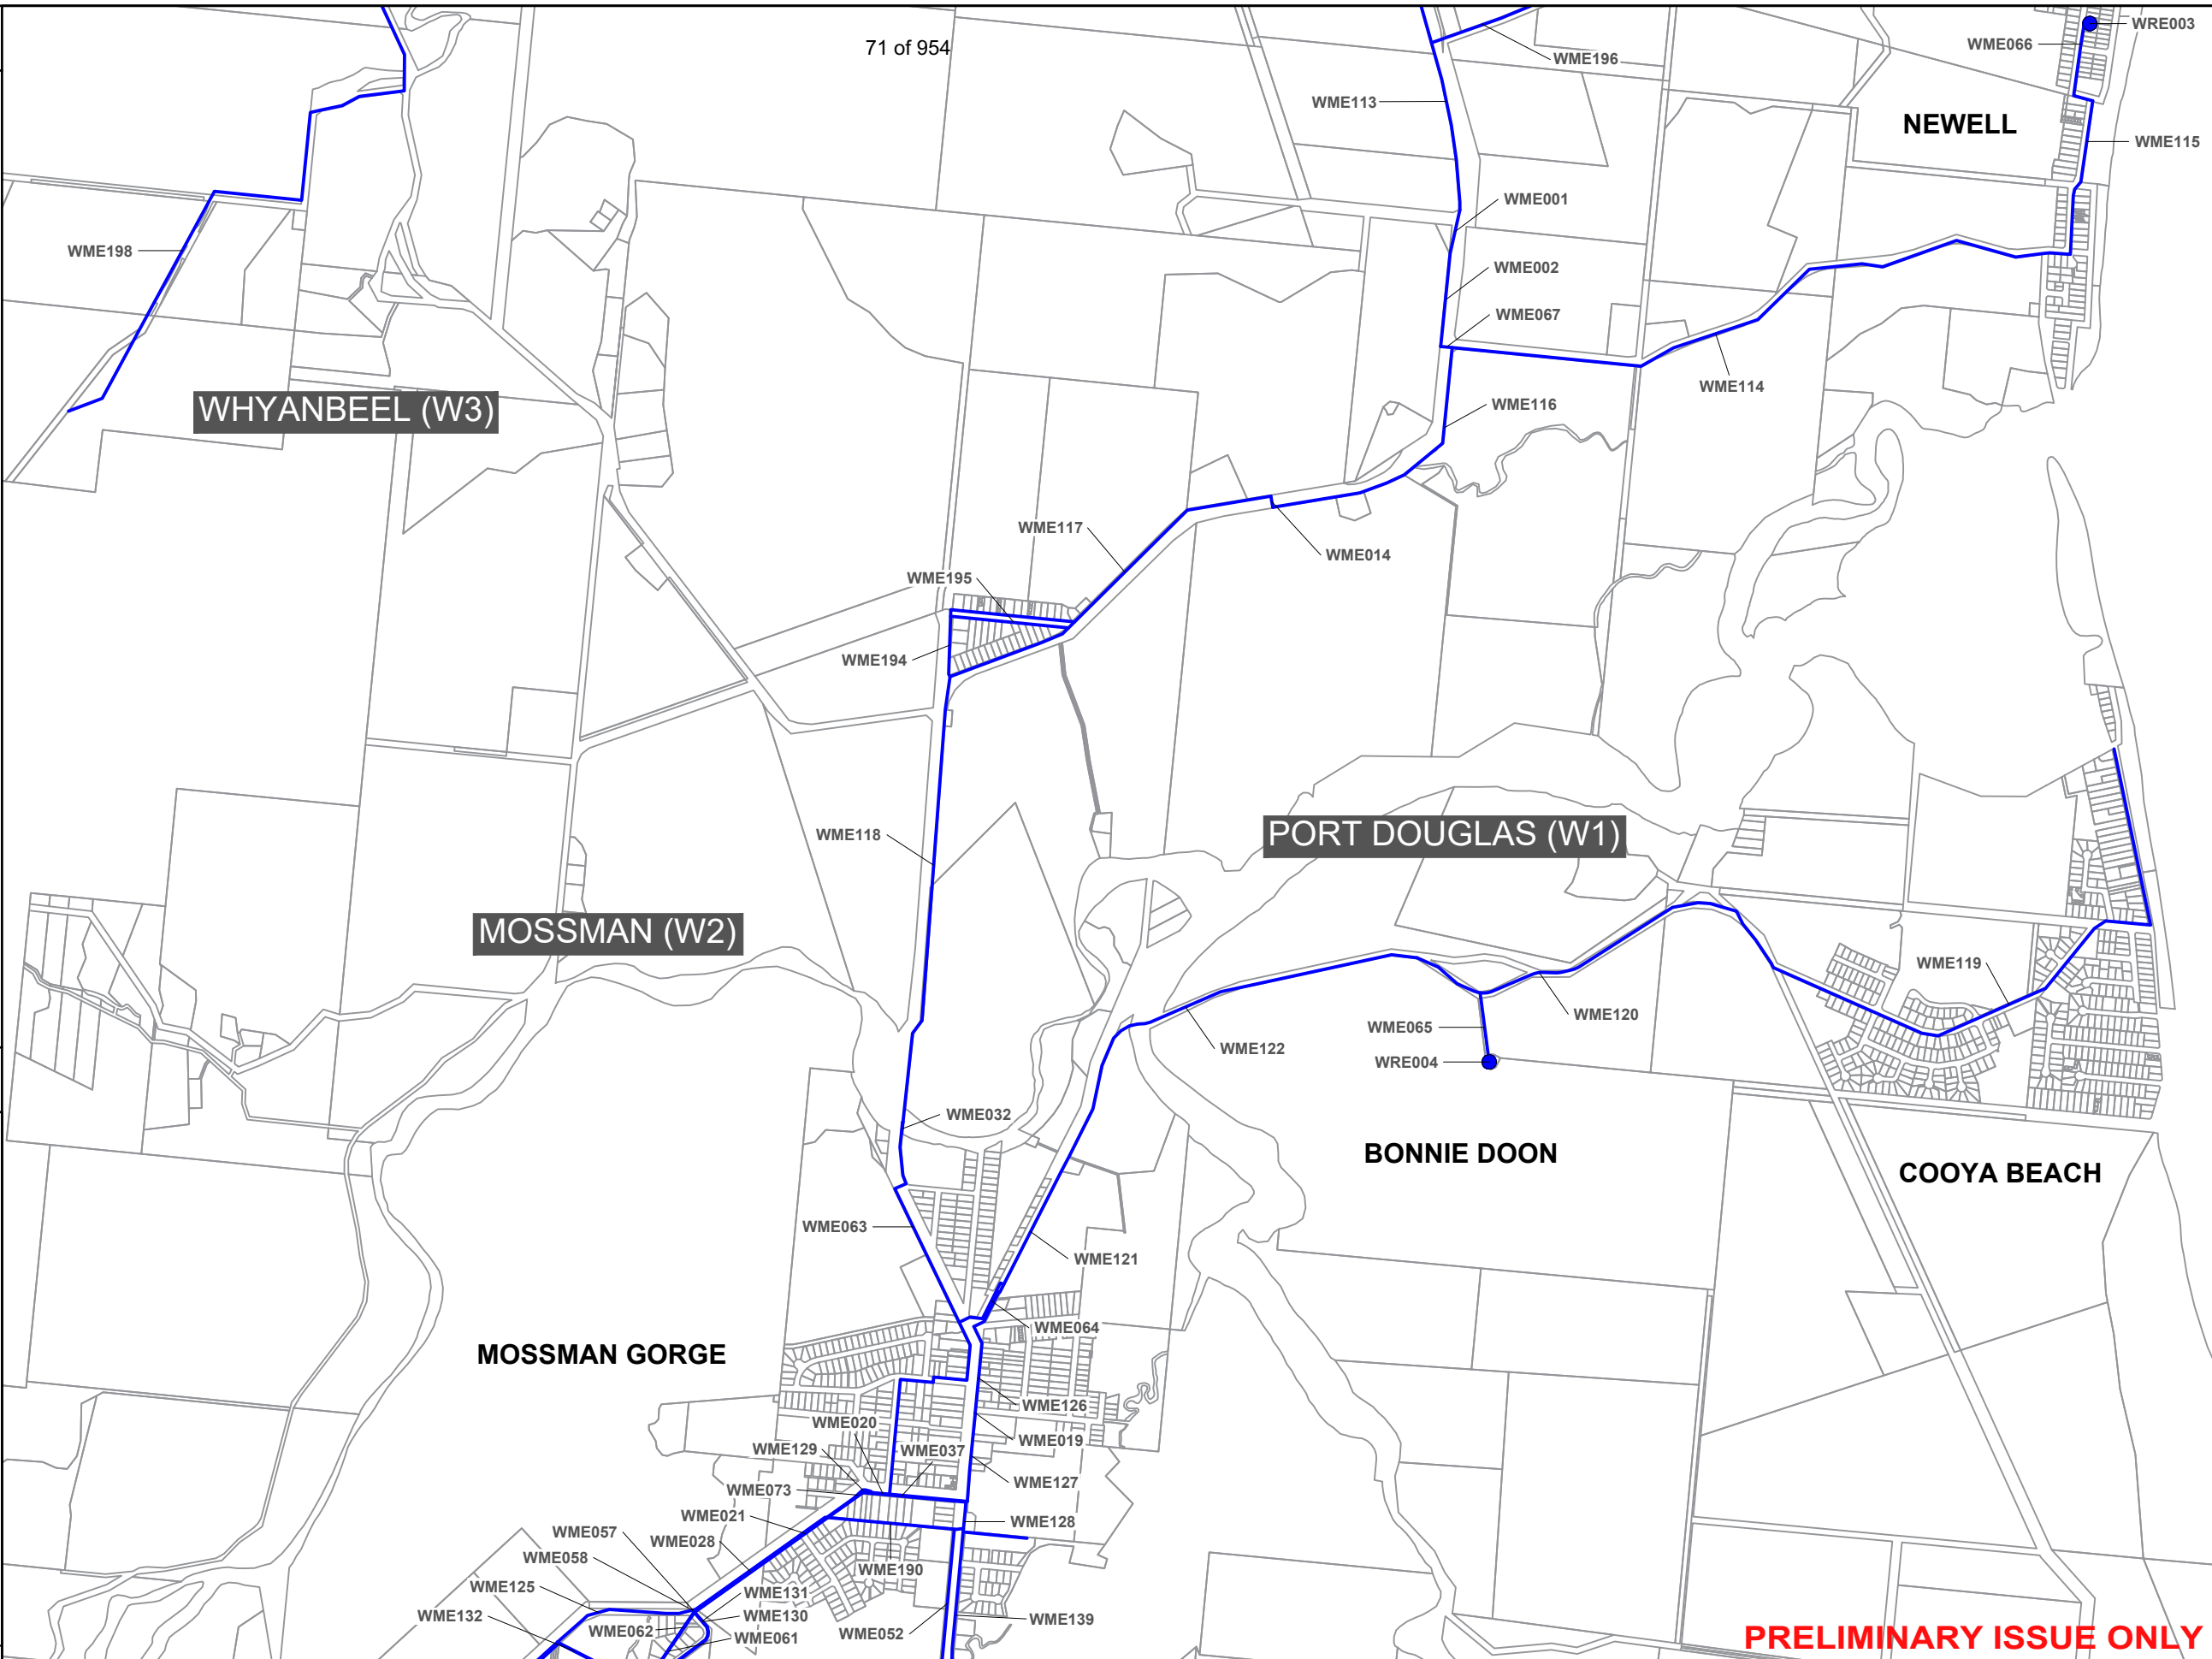 71 of 954
WRE003
WME066
WME196
WME113
NEWELL
WME115
WME001
WME198
WME002
WME067
WME114
WHYANBEEL (W3)
WME116
WME117
WME014
WME195
WME194
WME118
PORT DOUGLAS (W1)
MOSSMAN (W2)
WME119
WME120
WME065
WME122
WRE004
WME032
BONNIE DOON
COOYA BEACH
WME063
WME121
WME064
MOSSMAN GORGE
WME126
WME020
WME019
WME129
WME037
WME127
WME073
WME021
WME128
WME057
WME028
WME058
WME190
WME125
WME131
WME132
WME130
WME139
WME062
WME061
WME052
PRELIMINARY ISSUE ONLY